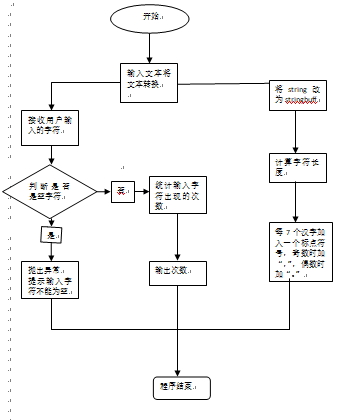 开始
输入文本将
文本转换
将 string 改
为 stringbuff.
接收用户输
入的字符.
计算字符长
度.
判断是否
是空字符.
统计输入字
符出现的次
数.
是
每 7 个汉字加
入一个标点符
号，奇数时加
“，”，偶数时
加“。”
抛出异常.
提示输入字
符不能为空.
输出次数
程序结束